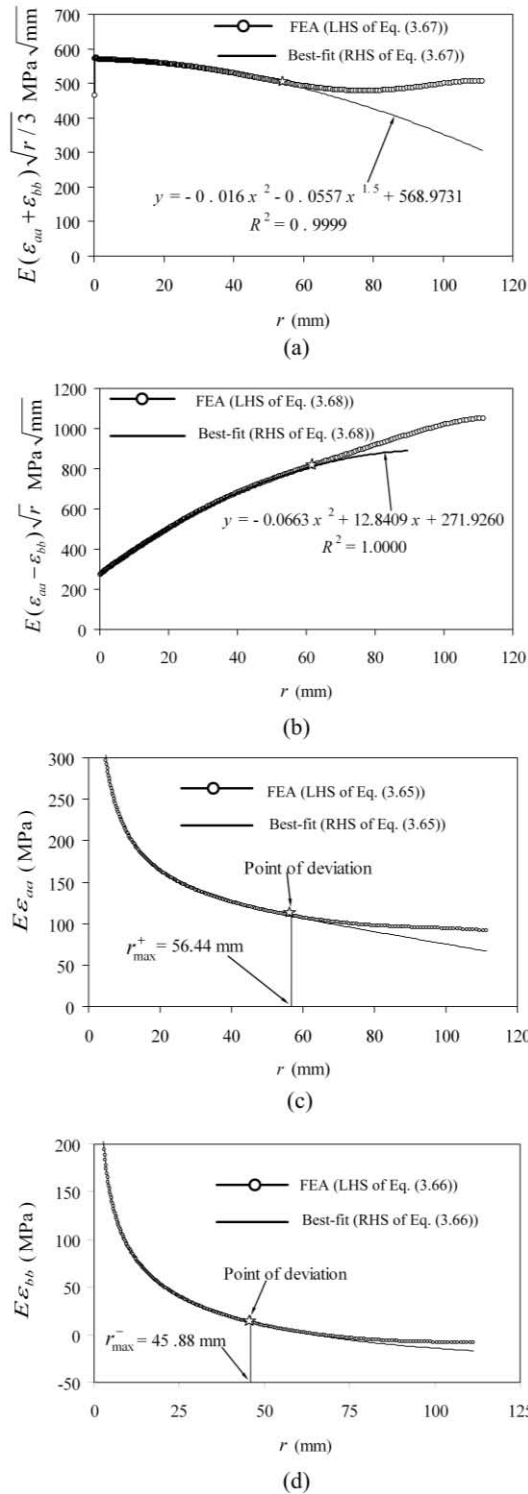 700
600
500
400
300
200
100
0
FEA (LHS of Eq. (3.67))
Best-fit (RHS of Eq. (3.67))
E(ε_aa + ε_bb)√r/3 MPa√mm
y = - 0 . 016 x^2 - 0.0557 x^1.5 + 568.9731
R^2 = 0 . 9999
0 20 40 60 80 100 120
r (mm)
(a)
1200
1000
800
600
400
200
0
FEA (LHS of Eq. (3.68))
Best-fit (RHS of Eq. (3.68))
E(ε_aa − ε_bb)√r MPa√mm
y = - 0.0663 x^2 + 12.8409 x + 271.9260
R^2 = 1.0000
0 20 40 60 80 100 120
r (mm)
(b)
300
250
200
150
100
50
0
FEA (LHS of Eq. (3.65))
Best-fit (RHS of Eq. (3.65))
Eε_aa (MPa)
Point of deviation
r^+_max = 56.44 mm
0 20 40 60 80 100 120
r (mm)
(c)
200
150
100
50
0
-50
FEA (LHS of Eq. (3.66))
Best-fit (RHS of Eq. (3.66))
Eε_bb (MPa)
Point of deviation
r^-_max = 45 .88 mm
0 25 50 75 100 125
r (mm)
(d)